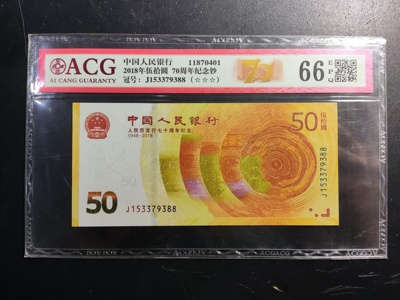 ACG
AI CANG GUARANTY
中国人民银行 11870401
2018年伍拾圆 70周年纪念钞
冠号: J153379388 (☆☆☆)
70
66 EPQ
中国人民银行
人民币发行七十周年纪念
1948-2018
50
伍拾圆
50
J153379388
J153379388
ACGACG